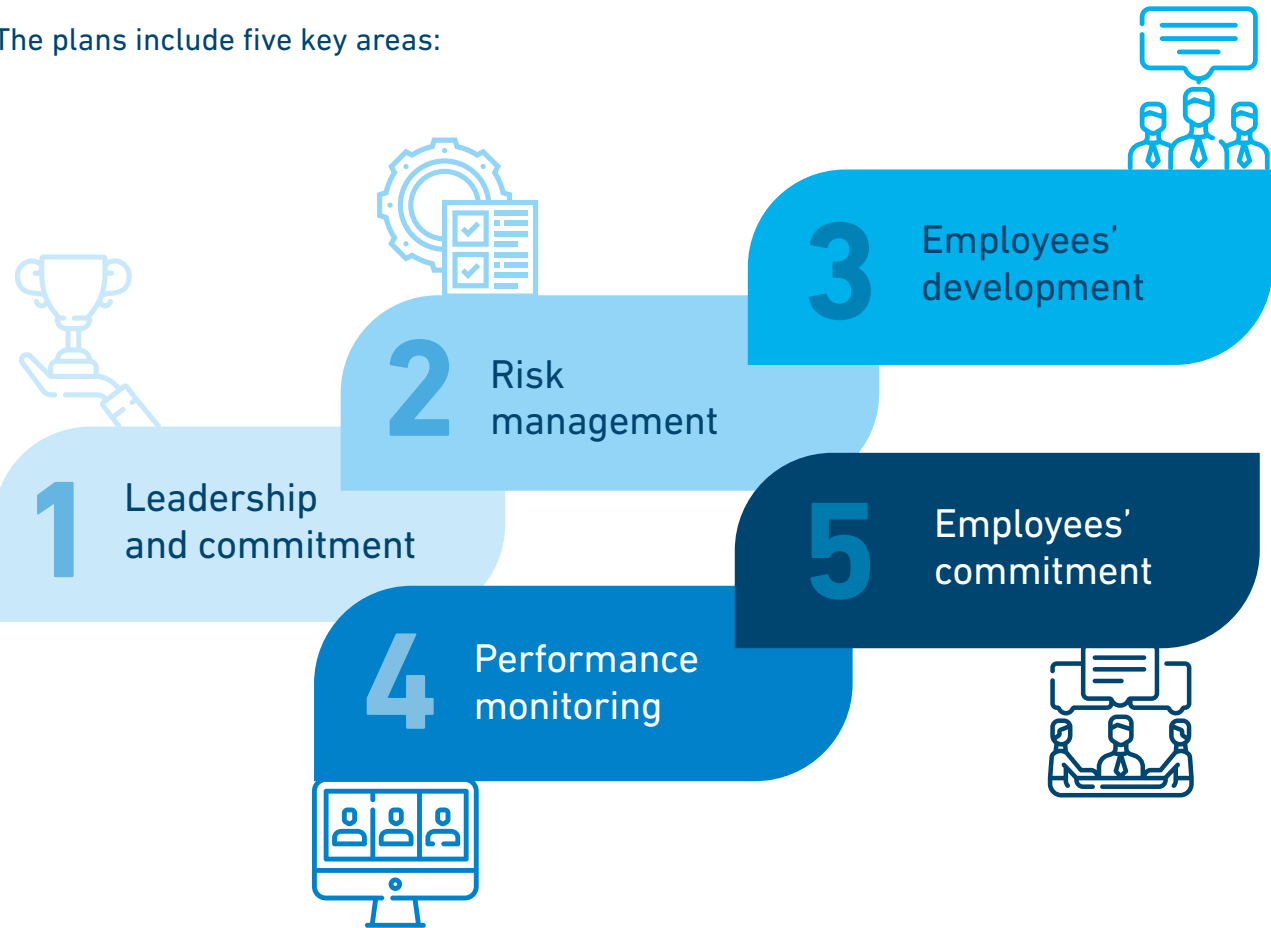 The plans include five key areas:
1
Leadership
and commitment
2
Risk
management
3
Employees’
development
4
Performance
monitoring
5
Employees’
commitment